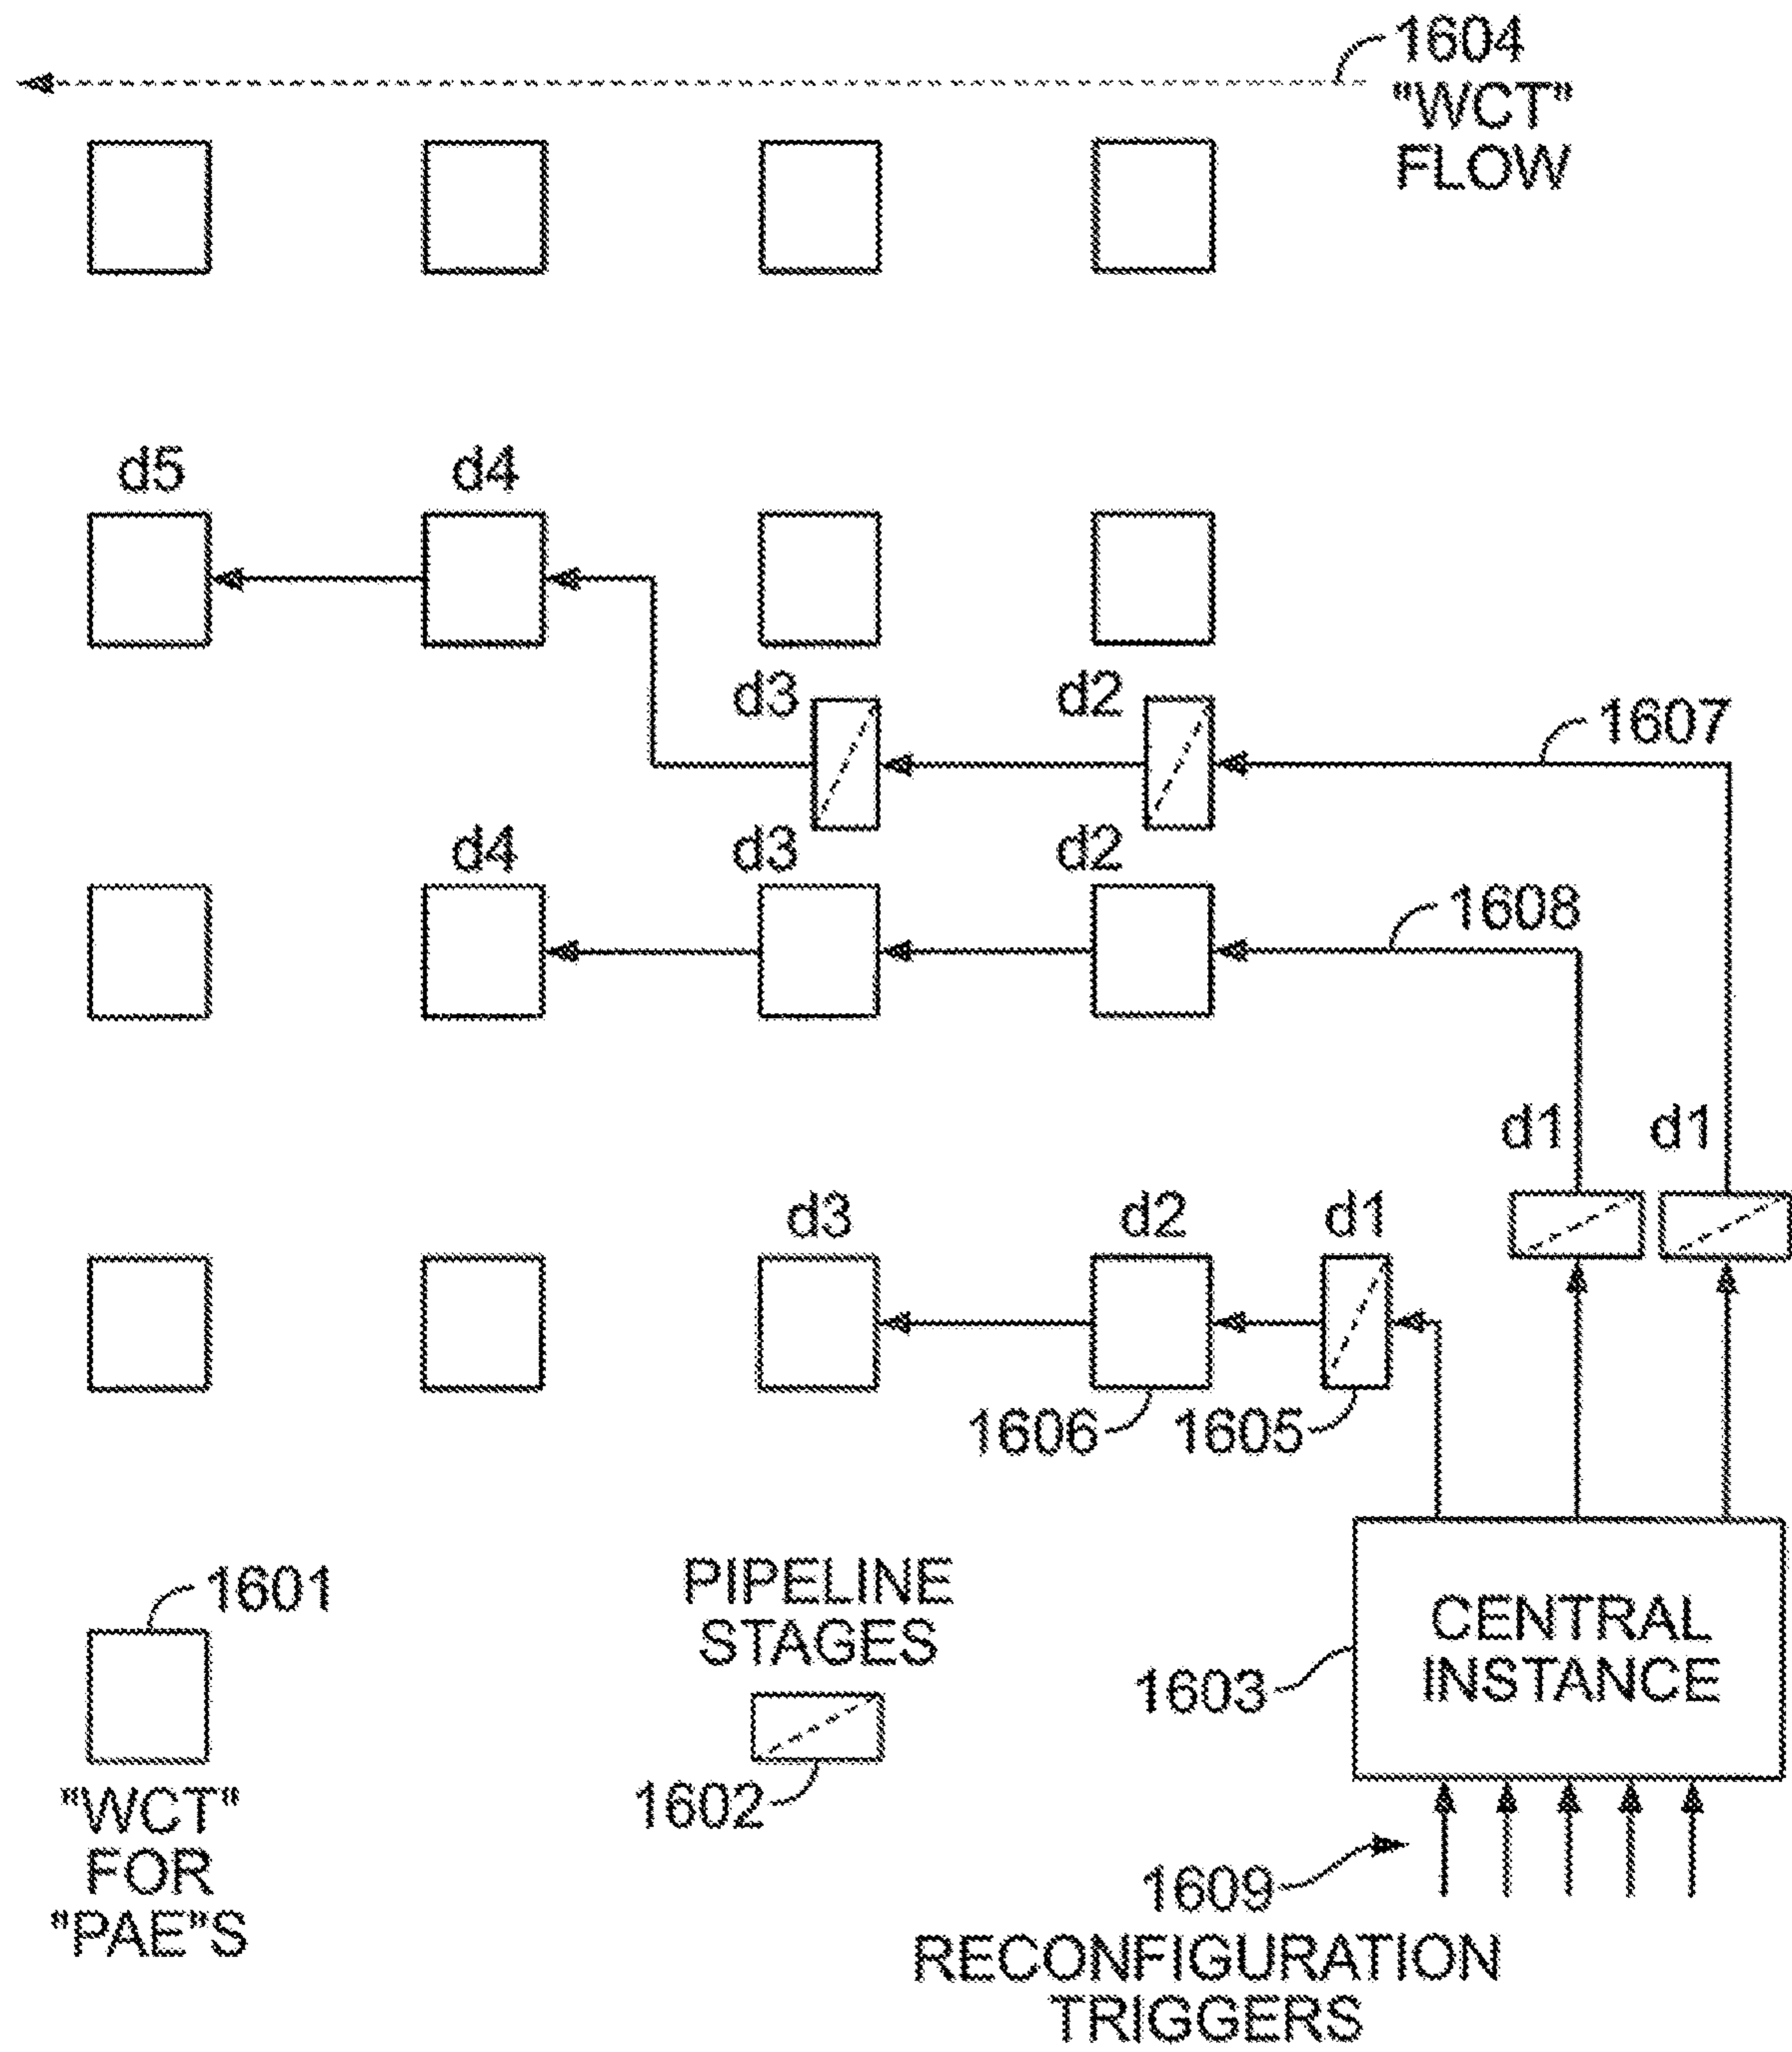 1604
"WCT"
FLOW
d5
d4
d3
d2
1607
d4
d3
d2
1608
d1
d1
d3
d2
d1
1606
1605
1601
PIPELINE
STAGES
CENTRAL
INSTANCE
1603
1602
"WCT"
FOR
"PAE"S
1609
RECONFIGURATION
TRIGGERS